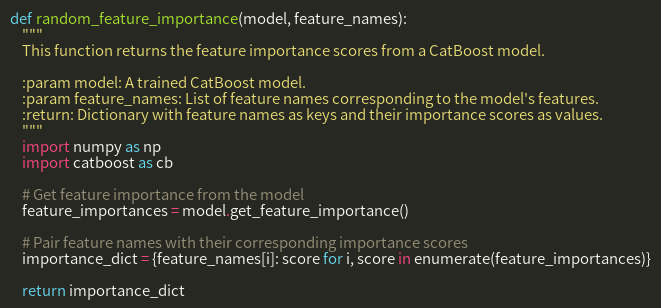 def random_feature_importance(model, feature_names):
"""
This function returns the feature importance scores from a CatBoost model.
:param model: A trained CatBoost model.
:param feature_names: List of feature names corresponding to the model's features.
:return: Dictionary with feature names as keys and their importance scores as values.
"""
import numpy as np
import catboost as cb
# Get feature importance from the model
feature_importances = model.get_feature_importance()
# Pair feature names with their corresponding importance scores
importance_dict = {feature_names[i]: score for i, score in enumerate(feature_importances)}
return importance_dict